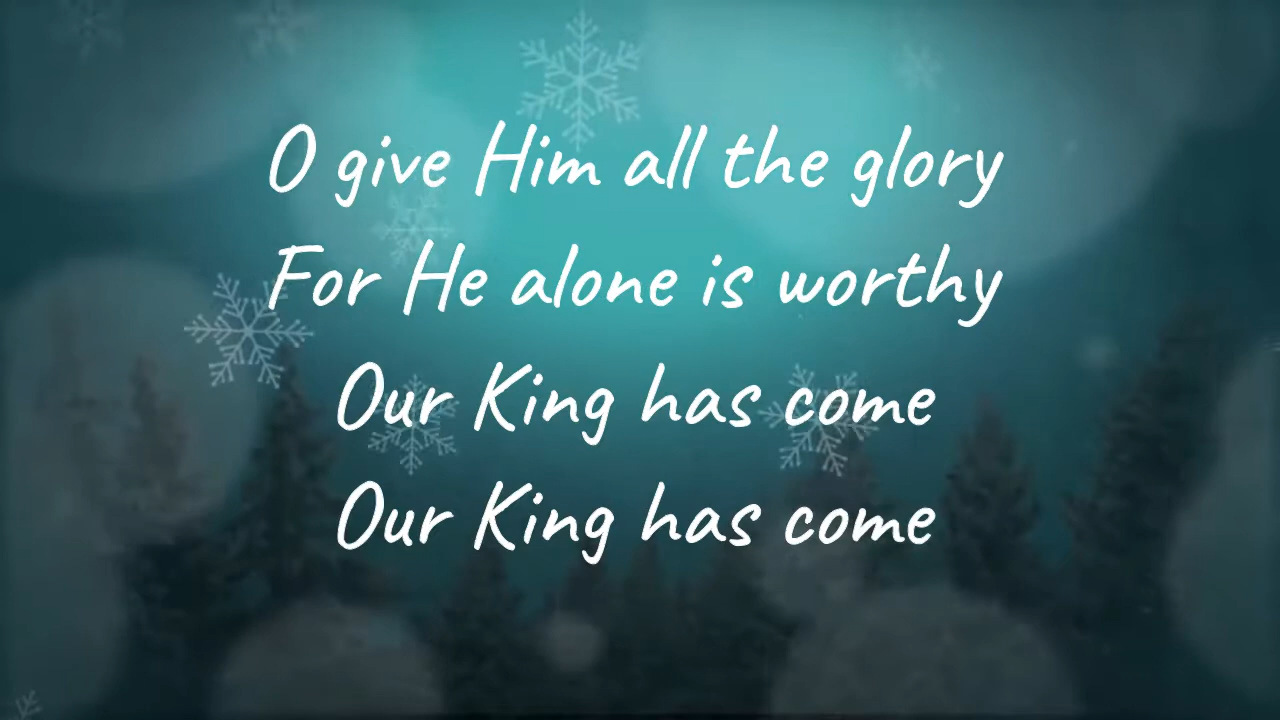 O give Him all the glory
For He alone is worthy
Our King has come
Our King has come